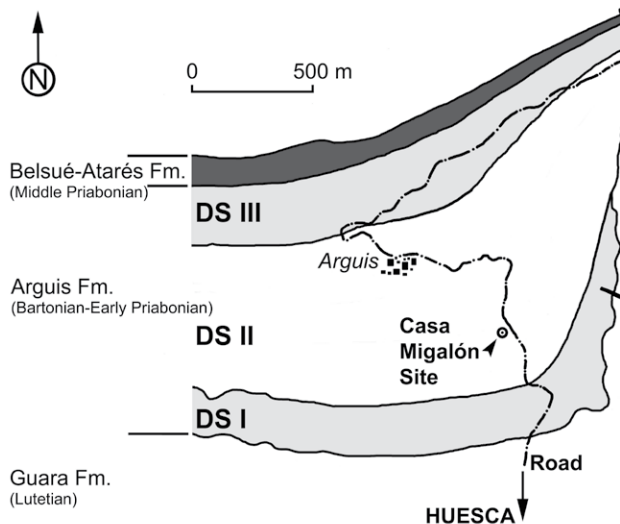 N
0 500 m
Belsué-Atarés Fm.
(Middle Priabonian)
DS III
Arguis
Arguis Fm.
(Bartonian-Early Priabonian)
DS II
Casa
Migalón
Site
DS I
Road
Guara Fm.
(Lutetian)
HUESCA